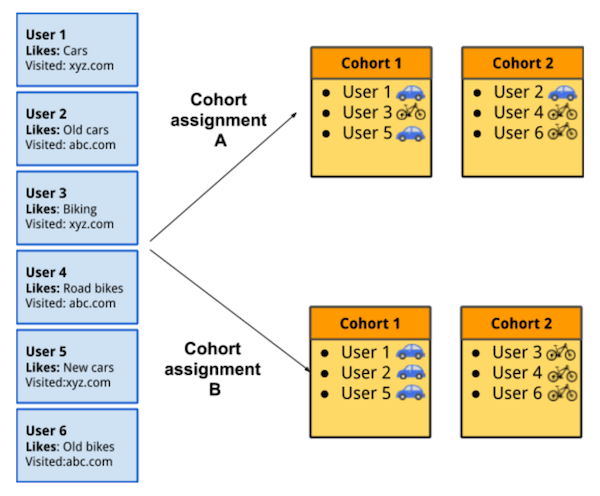 User 1
Likes: Cars
Visited: xyz.com
User 2
Likes: Old cars
Visited: abc.com
User 3
Likes: Biking
Visited: xyz.com
User 4
Likes: Road bikes
Visited: abc.com
User 5
Likes: New cars
Visited:xyz.com
User 6
Likes: Old bikes
Visited:abc.com
Cohort
assignment
A
Cohort 1
• User 1
• User 3
• User 5
Cohort 2
• User 2
• User 4
• User 6
Cohort
assignment
B
Cohort 1
• User 1
• User 2
• User 5
Cohort 2
• User 3
• User 4
• User 6